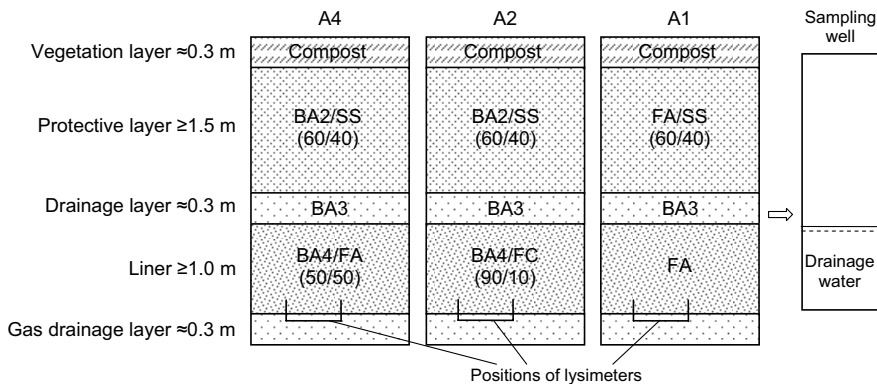 A4
A2
A1
Sampling
well
Vegetation layer ≈0.3 m
Compost
Compost
Compost
Protective layer ≥1.5 m
BA2/SS
(60/40)
BA2/SS
(60/40)
FA/SS
(60/40)
Drainage layer ≈0.3 m
BA3
BA3
BA3
Liner ≥1.0 m
BA4/FA
(50/50)
BA4/FC
(90/10)
FA
Drainage
water
Gas drainage layer ≈0.3 m
Positions of lysimeters